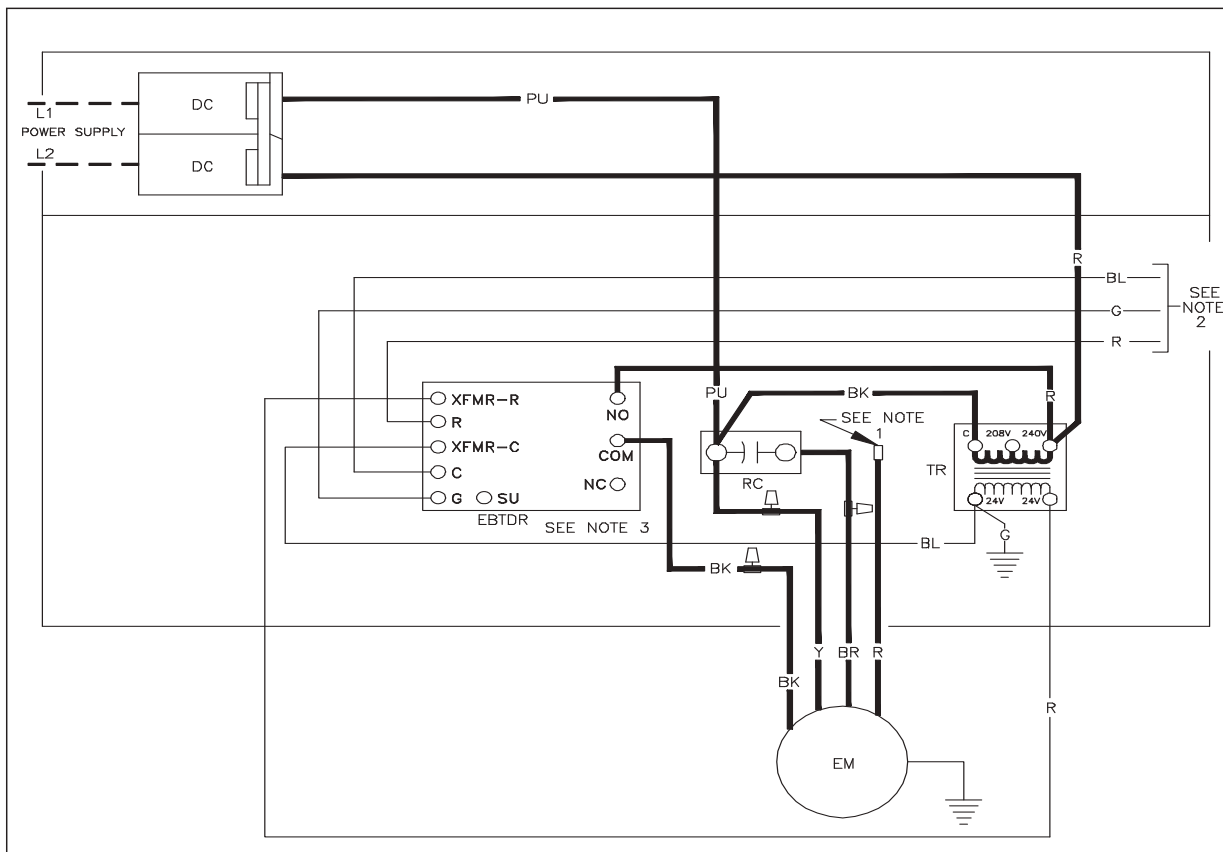 DC
PU
L1
POWER SUPPLY
L2
DC
R
BL
G
R
SEE
NOTE
2
XFMR-R
R
XFMR-C
C
G
SU
NO
COM
NC
EBTDR
SEE NOTE 3
PU
BK
R
SEE NOTE
1
RC
C 208V 240V
TR
24V 24V
G
BL
BK
BK
Y
BR
R
R
EM